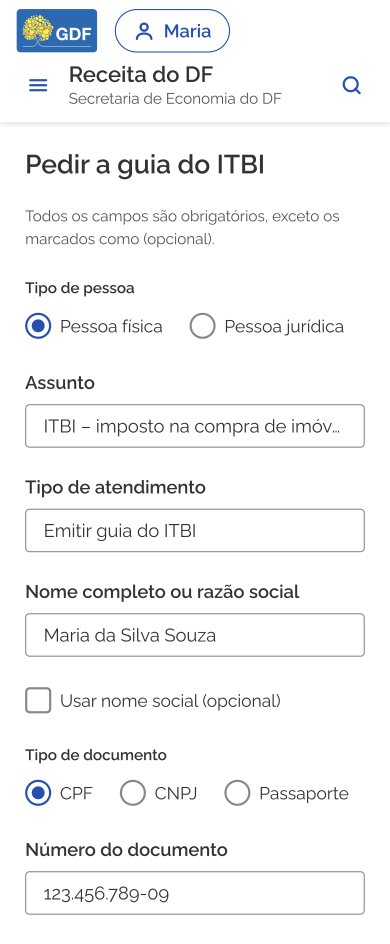 GDF
Maria
Receita do DF
Secretaria de Economia do DF
Pedir a guia do ITBI
Todos os campos são obrigatórios, exceto os
marcados como (opcional).
Tipo de pessoa
Pessoa física
Pessoa jurídica
Assunto
ITBI – imposto na compra de imóv...
Tipo de atendimento
Emitir guia do ITBI
Nome completo ou razão social
Maria da Silva Souza
Usar nome social (opcional)
Tipo de documento
CPF
CNPJ
Passaporte
Número do documento
123.456.789-09